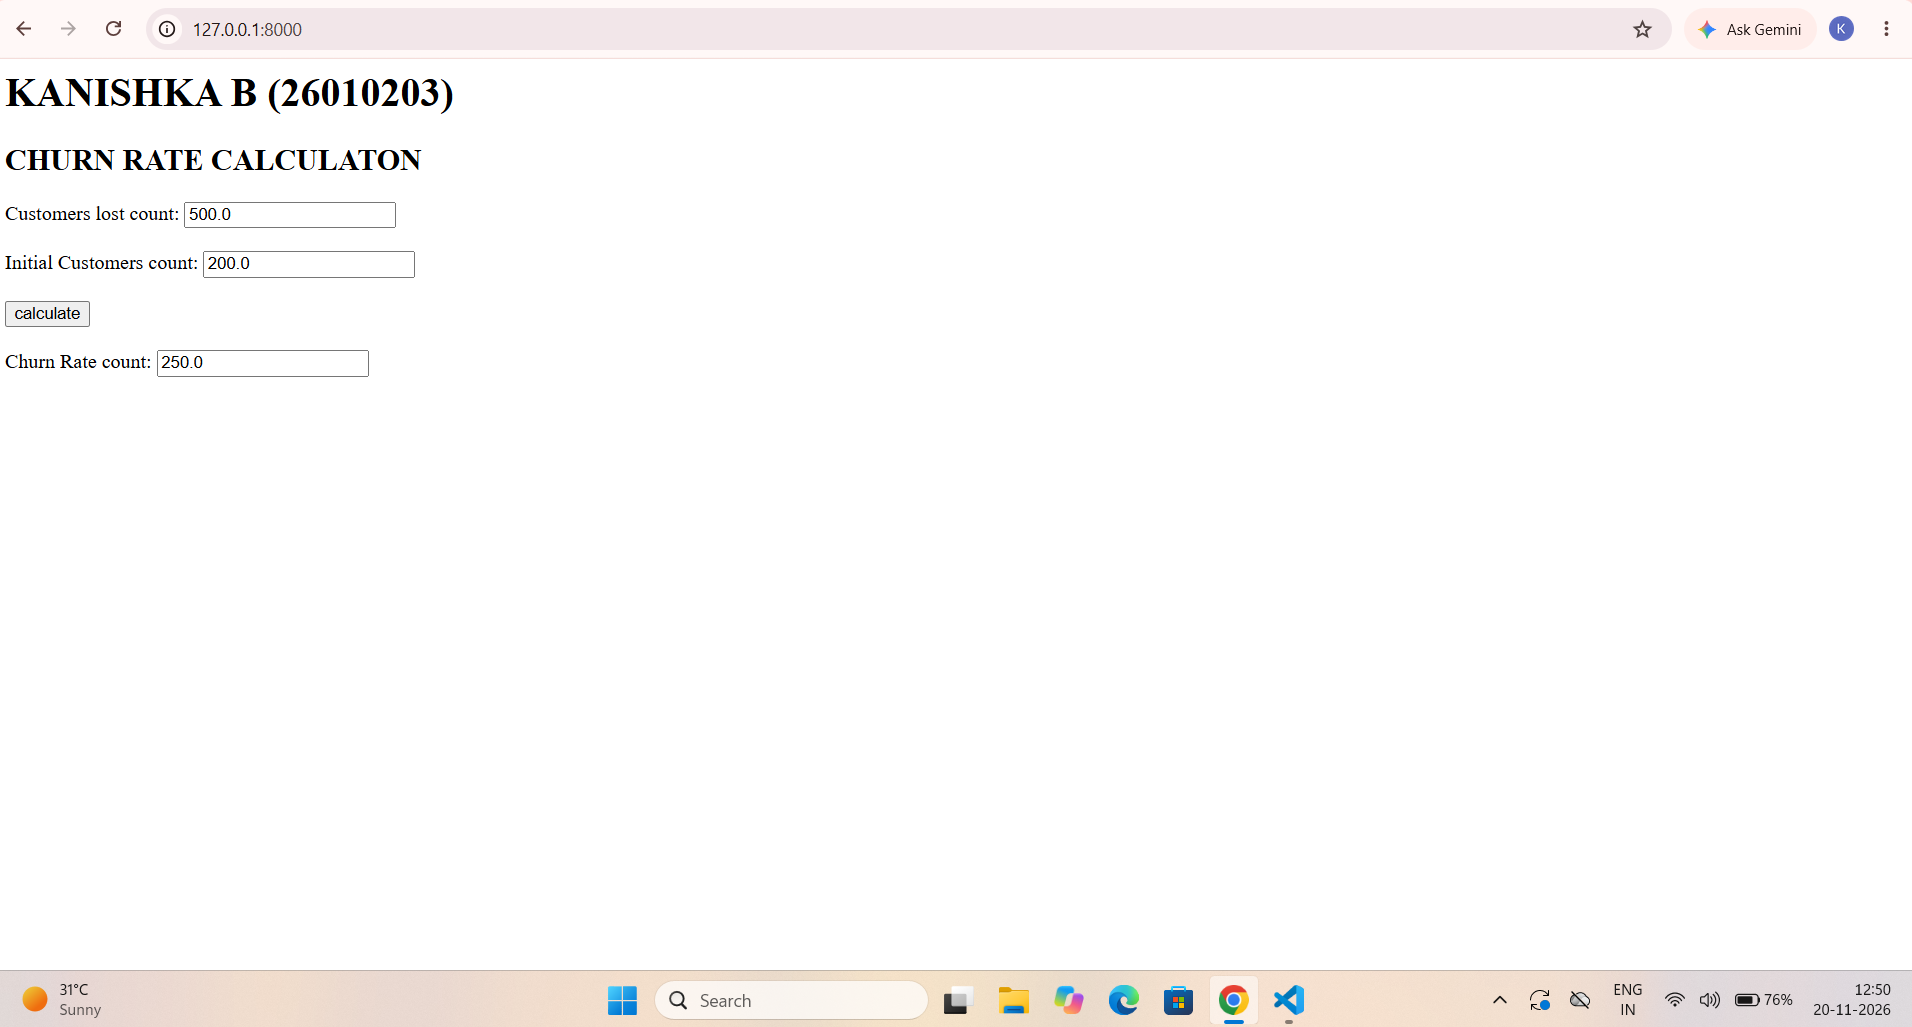 127.0.0.1:8000
Ask Gemini
K
KANISHKA B (26010203)
CHURN RATE CALCULATON
Customers lost count: 500.0
Initial Customers count: 200.0
calculate
Churn Rate count: 250.0
31°C
Sunny
Search
ENG
IN
76%
12:50
20-11-2026